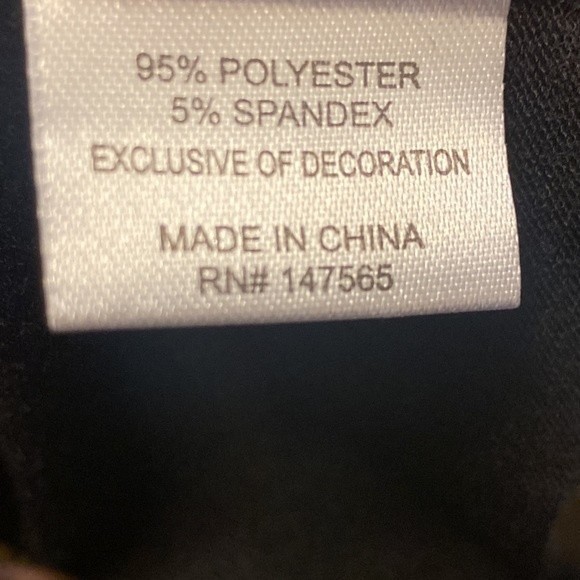 95% POLYESTER
5% SPANDEX
EXCLUSIVE OF DECORATION
MADE IN CHINA
RN# 147565